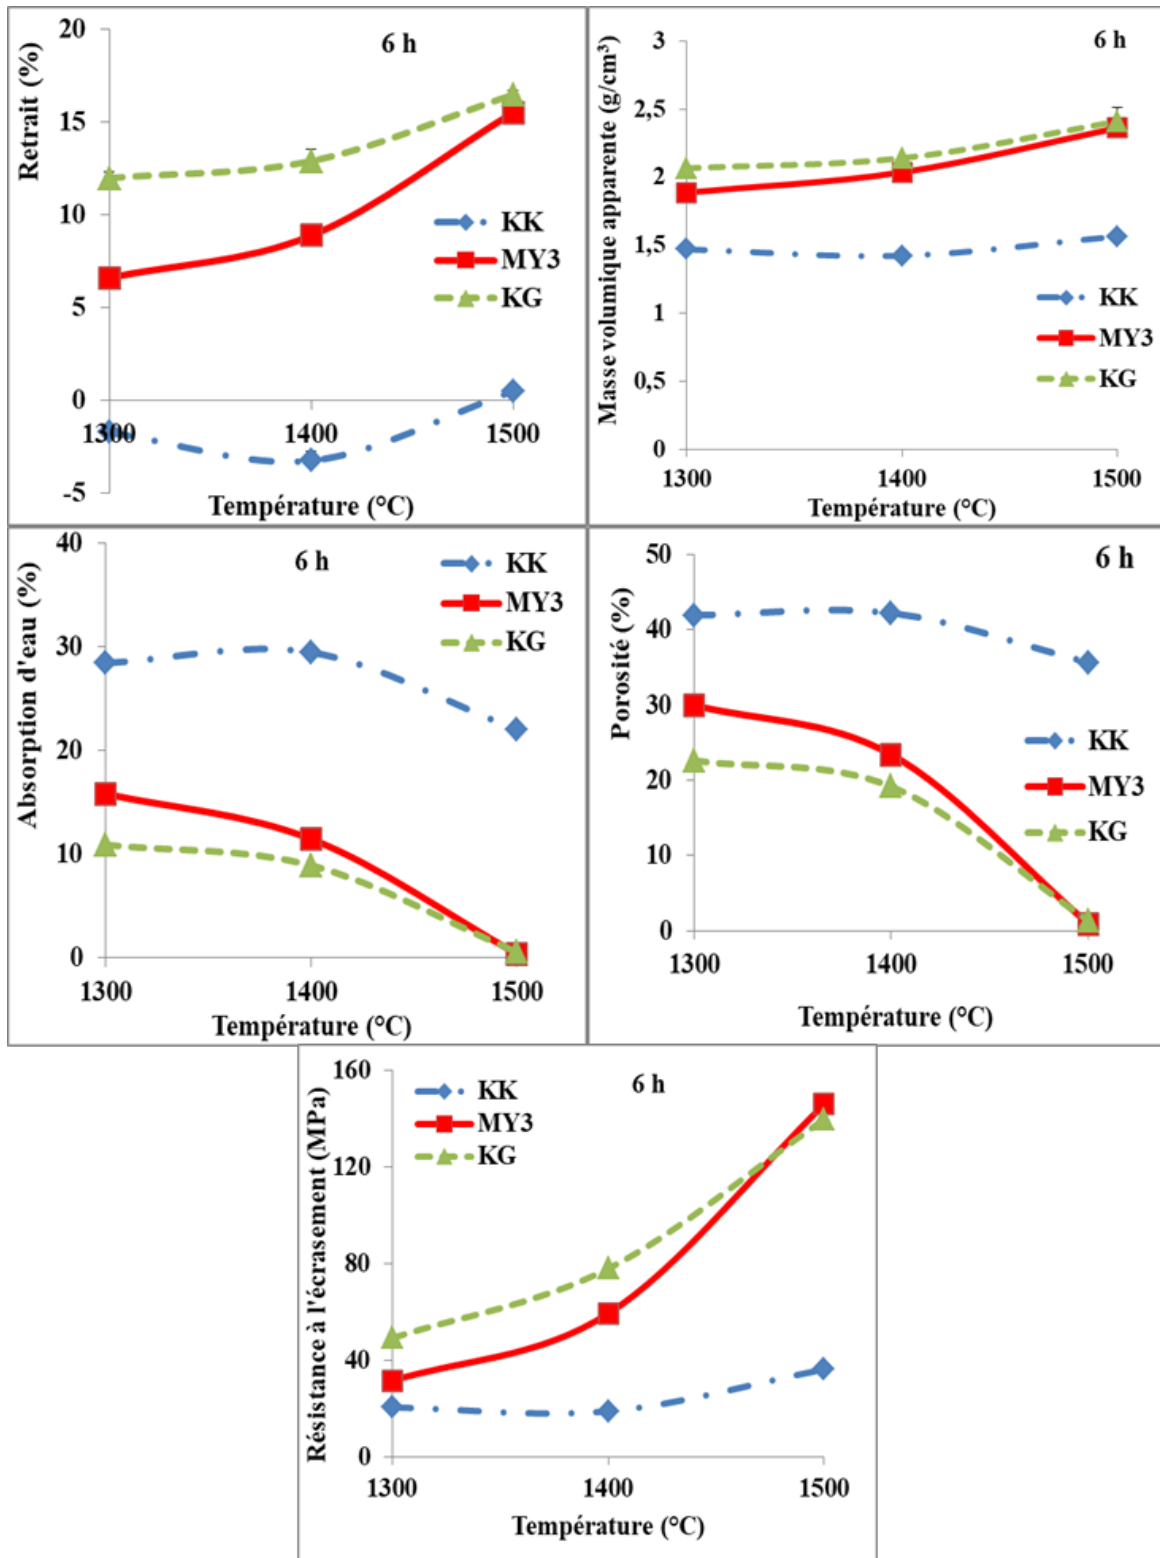 20
15
10
5
0
-5
Retrait (%)
6 h
KK
MY3
KG
1300
1400
1500
Température (°C)
3
2,5
2
1,5
1
0,5
0
Masse volumique apparente (g/cm³)
6 h
KK
MY3
KG
1300
1400
1500
Température (°C)
40
30
20
10
0
Absorption d'eau (%)
6 h
KK
MY3
KG
1300
1400
1500
Température (°C)
50
40
30
20
10
0
Porosité (%)
6 h
KK
MY3
KG
1300
1400
1500
Température (°C)
160
120
80
40
0
Résistance à l'écrasement (MPa)
6 h
KK
MY3
KG
1300
1400
1500
Température (°C)